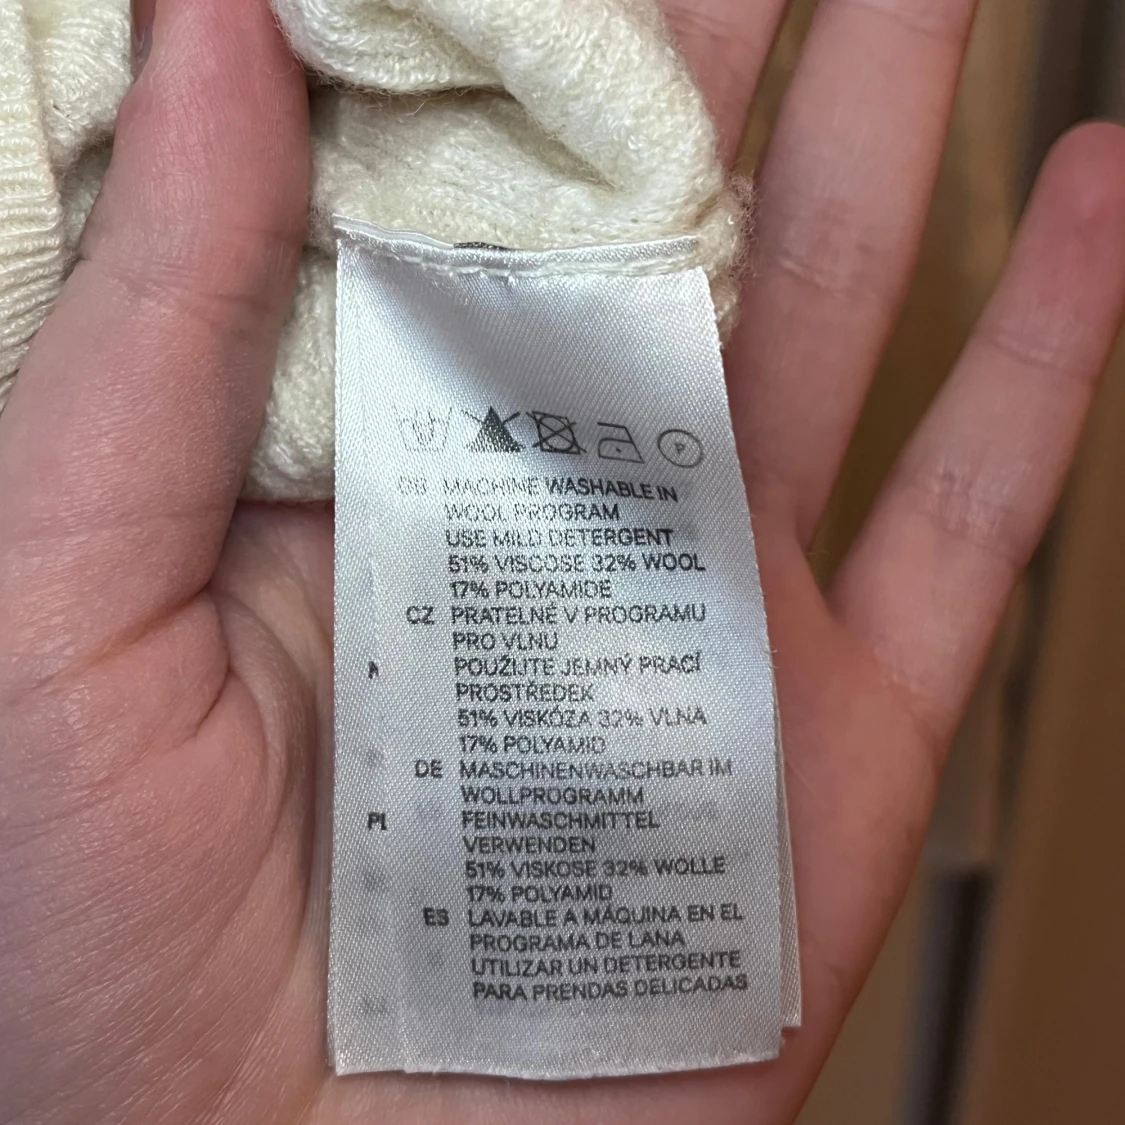 P
GB MACHINE WASHABLE IN
WOOL PROGRAM
USE MILD DETERGENT
51% VISCOSE 32% WOOL
17% POLYAMIDE
CZ PRATELNÉ V PROGRAMU
PRO VLNU
POUŽIJTE JEMNÝ PRACÍ
PROSTŘEDEK
51% VISKÓZA 32% VLNA
17% POLYAMID
DE MASCHINENWASCHBAR IM
WOLLPROGRAMM
FEINWASCHMITTEL
VERWENDEN
51% VISKOSE 32% WOLLE
17% POLYAMID
ES LAVABLE A MÁQUINA EN EL
PROGRAMA DE LANA
UTILIZAR UN DETERGENTE
PARA PRENDAS DELICADAS